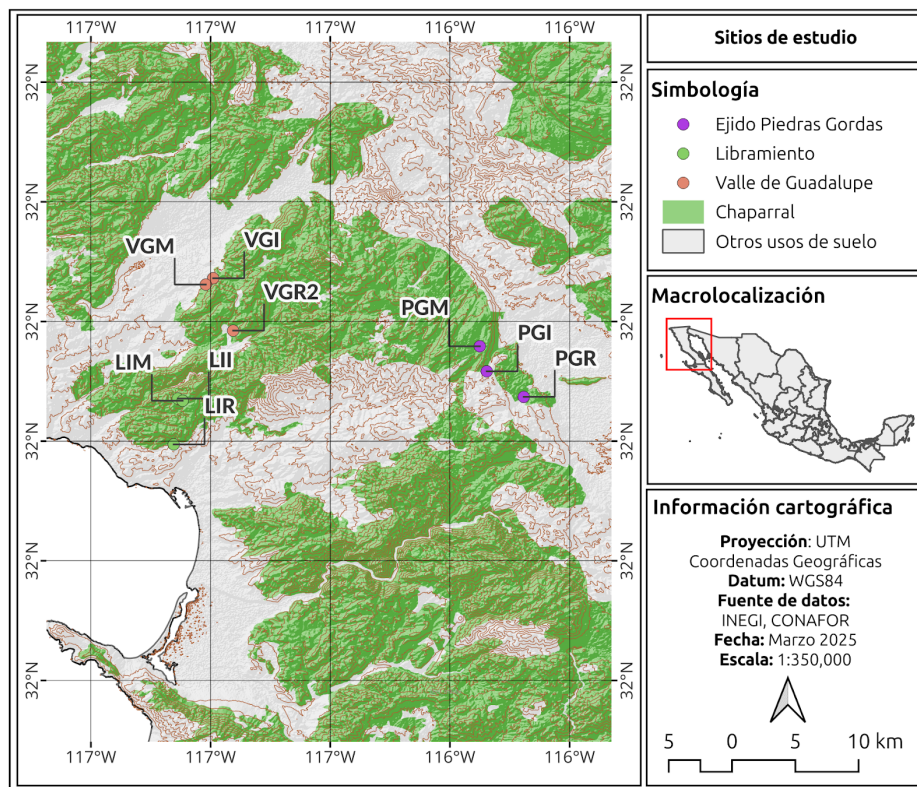 117°W 117°W 117°W 116°W 116°W
32°N
32°N
32°N
32°N
32°N
32°N
VGM
VGI
VGR2
PGM
PGI
PGR
LIM
LII
LIR
32°N
32°N
32°N
32°N
32°N
32°N
117°W 117°W 117°W 116°W 116°W
Sitios de estudio
Simbología
Ejido Piedras Gordas
Libramiento
Valle de Guadalupe
Chaparral
Otros usos de suelo
Macrolocalización
Información cartográfica
Proyección: UTM
Coordenadas Geográficas
Datum: WGS84
Fuente de datos:
INEGI, CONAFOR
Fecha: Marzo 2025
Escala: 1:350,000
5 0 5 10 km